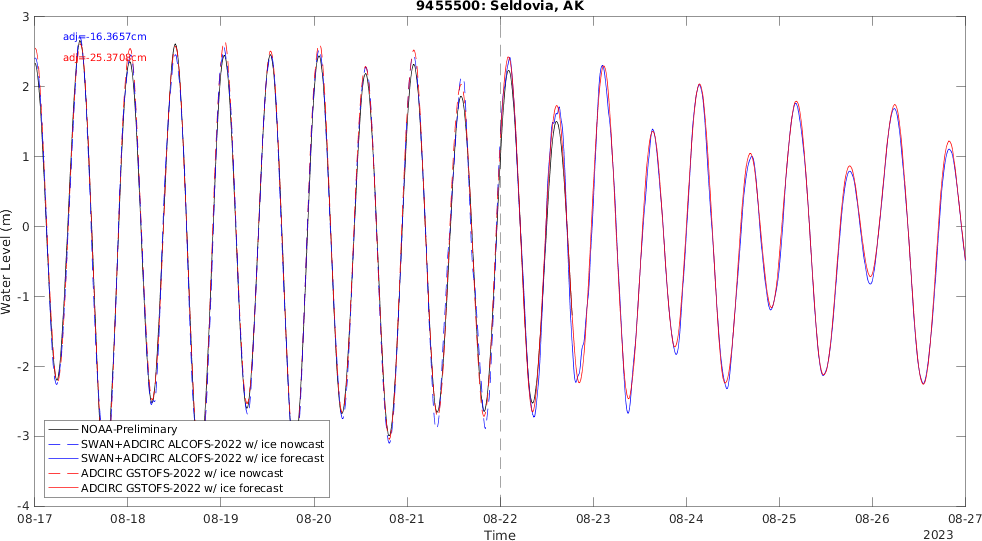 9455500: Seldovia, AK
adj=-16.3657cm
3
2
1
0
-1
-2
-3
-4
Water Level (m)
NOAA-Preliminary
SWAN+ADCIRC ALCOFS-2022 w/ ice nowcast
SWAN+ADCIRC ALCOFS-2022 w/ ice forecast
ADCIRC GSTOFS-2022 w/ ice nowcast
ADCIRC GSTOFS-2022 w/ ice forecast
08-17 08-18 08-19 08-20 08-21 08-22 08-23 08-24 08-25 08-26 08-27
Time
2023